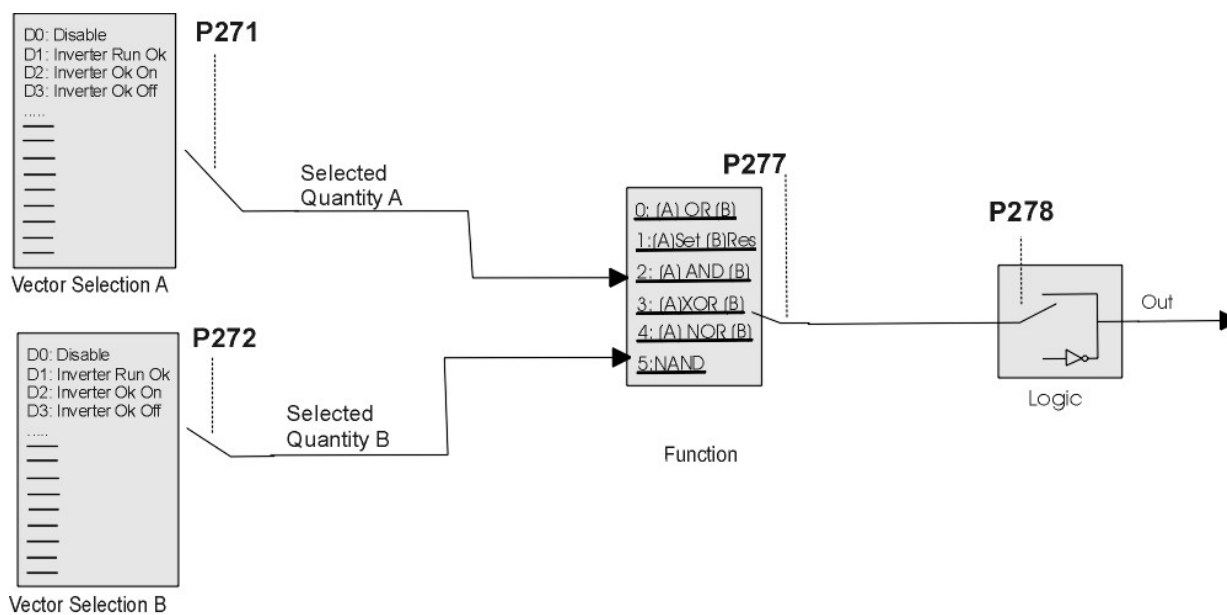 D0: Disable
D1: Inverter Run Ok
D2: Inverter Ok On
D3: Inverter Ok Off
.....
Vector Selection A
P271
Selected
Quantity A
D0: Disable
D1: Inverter Run Ok
D2: Inverter Ok On
D3: Inverter Ok Off
.....
Vector Selection B
P272
Selected
Quantity B
P277
0: (A) OR (B)
1:(A)Set (B)Res
2: (A) AND (B)
3: (A)XOR (B)
4: (A) NOR (B)
5:NAND
Function
P278
Logic
Out